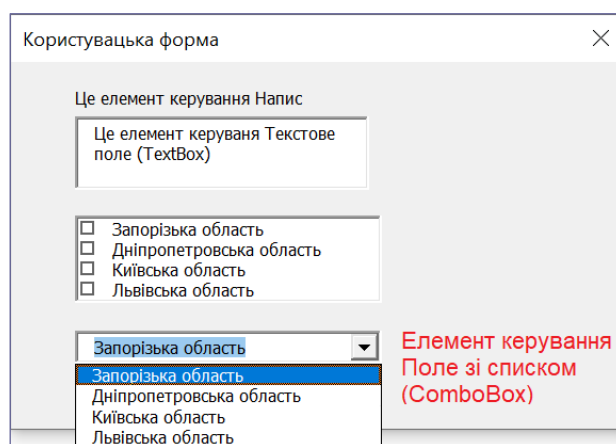 Користувацька форма
Це елемент керування Напис
Це елемент керуваня Текстове
поле (TextBox)
Запорізька область
Дніпропетровська область
Київська область
Львівська область
Запорізька область
Елемент керування
Поле зі списком
(ComboBox)
Запорізька область
Дніпропетровська область
Київська область
Львівська область